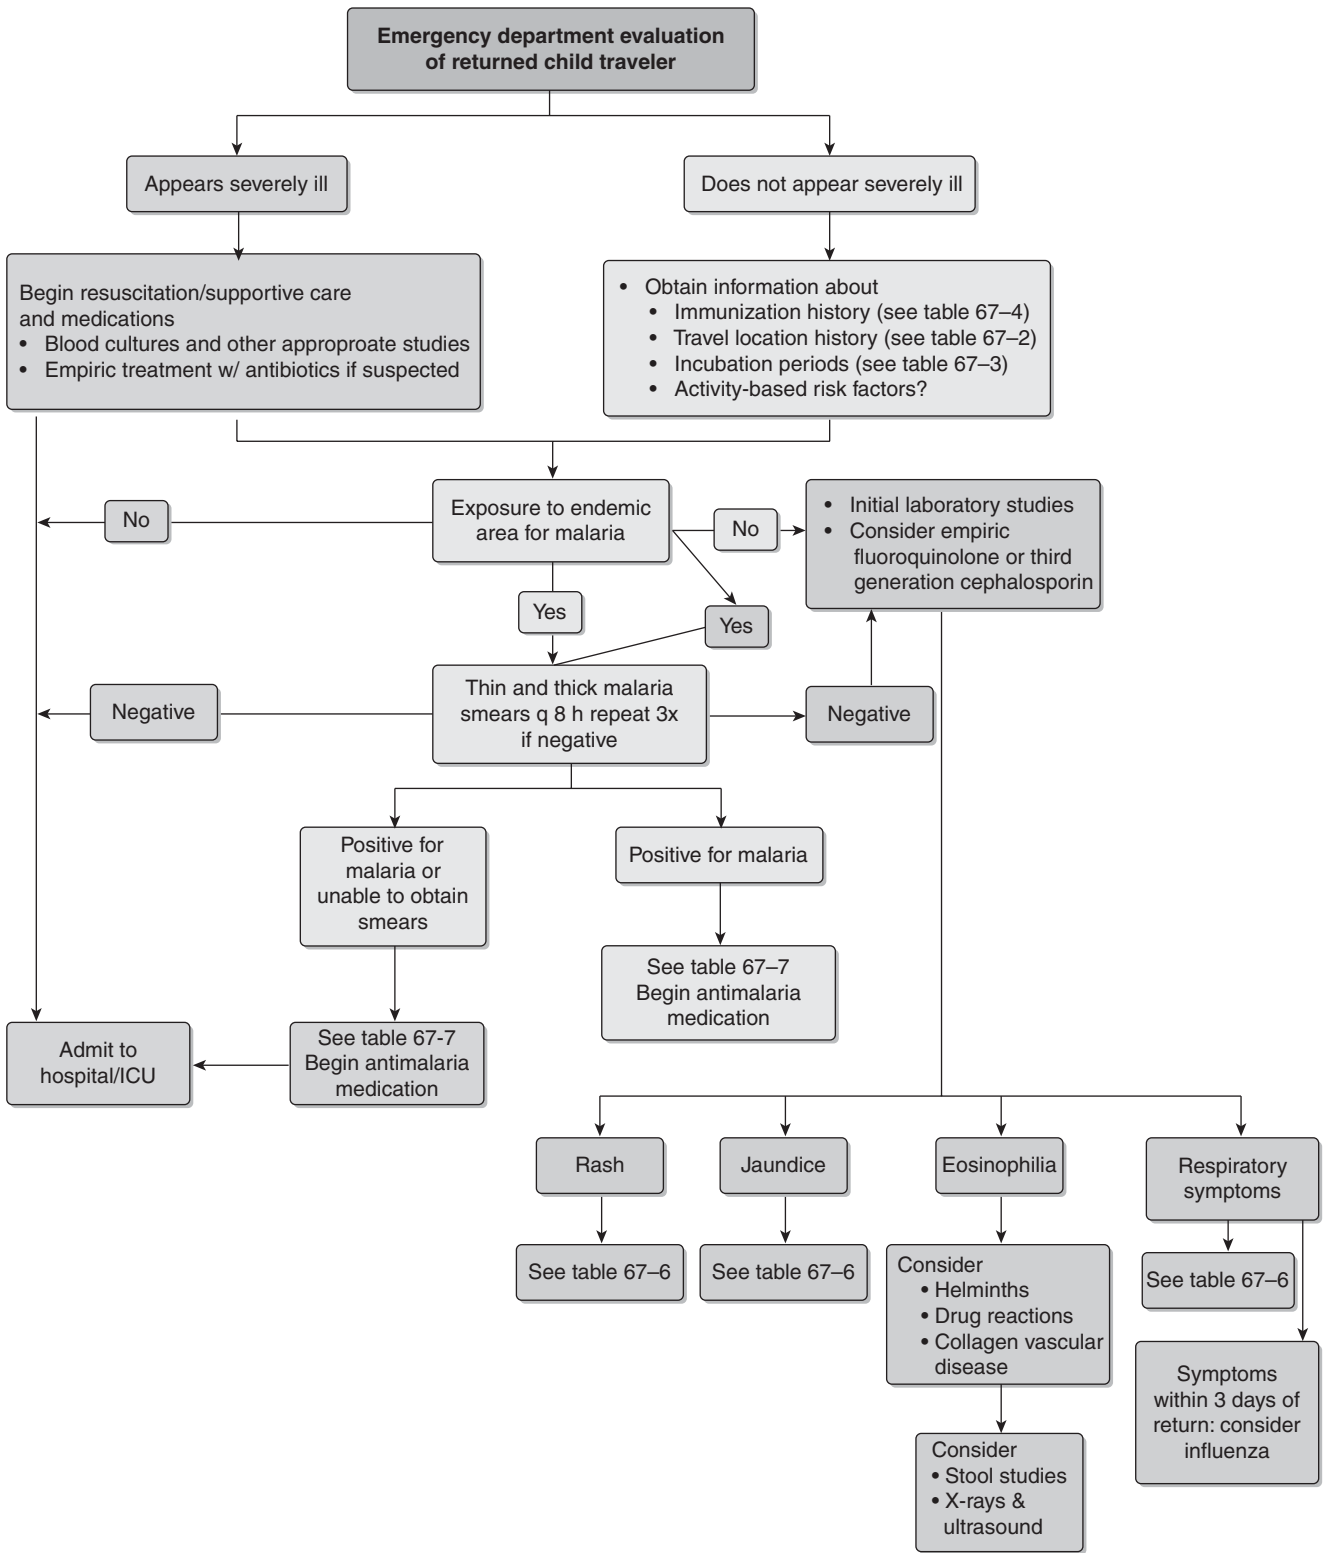 Emergency department evaluation
of returned child traveler
Appears severely ill
Does not appear severely ill
Begin resuscitation/supportive care
and medications
• Blood cultures and other approproate studies
• Empiric treatment w/ antibiotics if suspected
• Obtain information about
• Immunization history (see table 67–4)
• Travel location history (see table 67–2)
• Incubation periods (see table 67–3)
• Activity-based risk factors?
No
Exposure to endemic
area for malaria
No
• Initial laboratory studies
• Consider empiric
fluoroquinolone or third
generation cephalosporin
Yes
Yes
Negative
Thin and thick malaria
smears q 8 h repeat 3x
if negative
Negative
Positive for
malaria or
unable to obtain
smears
Positive for malaria
See table 67–7
Begin antimalaria
medication
Admit to
hospital/ICU
See table 67-7
Begin antimalaria
medication
Rash
Jaundice
Eosinophilia
Respiratory
symptoms
See table 67–6
See table 67–6
Consider
• Helminths
• Drug reactions
• Collagen vascular
disease
See table 67–6
Symptoms
within 3 days of
return: consider
influenza
Consider
• Stool studies
• X-rays &
ultrasound